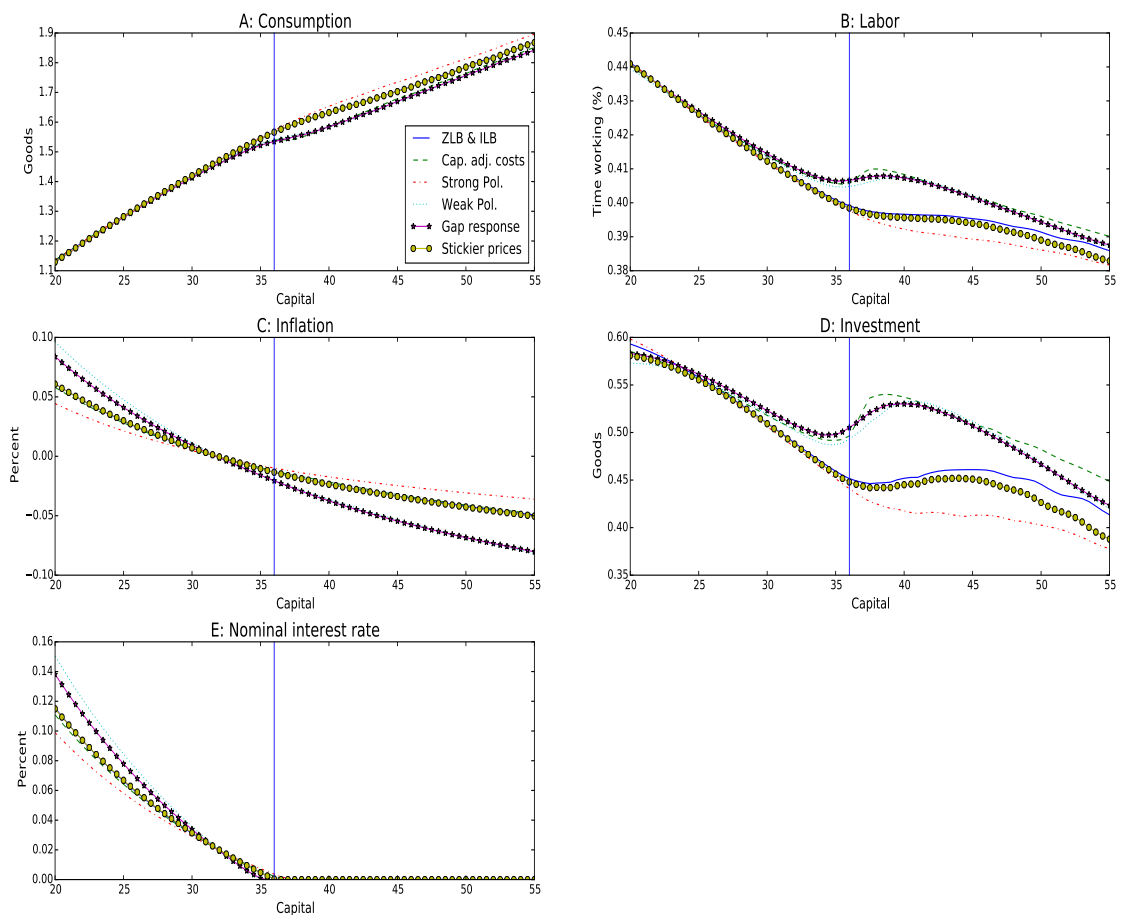 A: Consumption
1.9
1.8
1.7
1.6
1.5
1.4
1.3
1.2
1.1
Goods
20 25 30 35 40 45 50 55
Capital
ZLB & ILB
Cap. adj. costs
Strong Pol.
Weak Pol.
Gap response
Stickier prices
B: Labor
0.45
0.44
0.43
0.42
0.41
0.40
0.39
0.38
Time working (%)
20 25 30 35 40 45 50 55
Capital
C: Inflation
0.10
0.05
0.00
−0.05
−0.10
Percent
20 25 30 35 40 45 50 55
Capital
D: Investment
0.60
0.55
0.50
0.45
0.40
0.35
Goods
20 25 30 35 40 45 50 55
Capital
E: Nominal interest rate
0.16
0.14
0.12
0.10
0.08
0.06
0.04
0.02
0.00
Percent
20 25 30 35 40 45 50 55
Capital